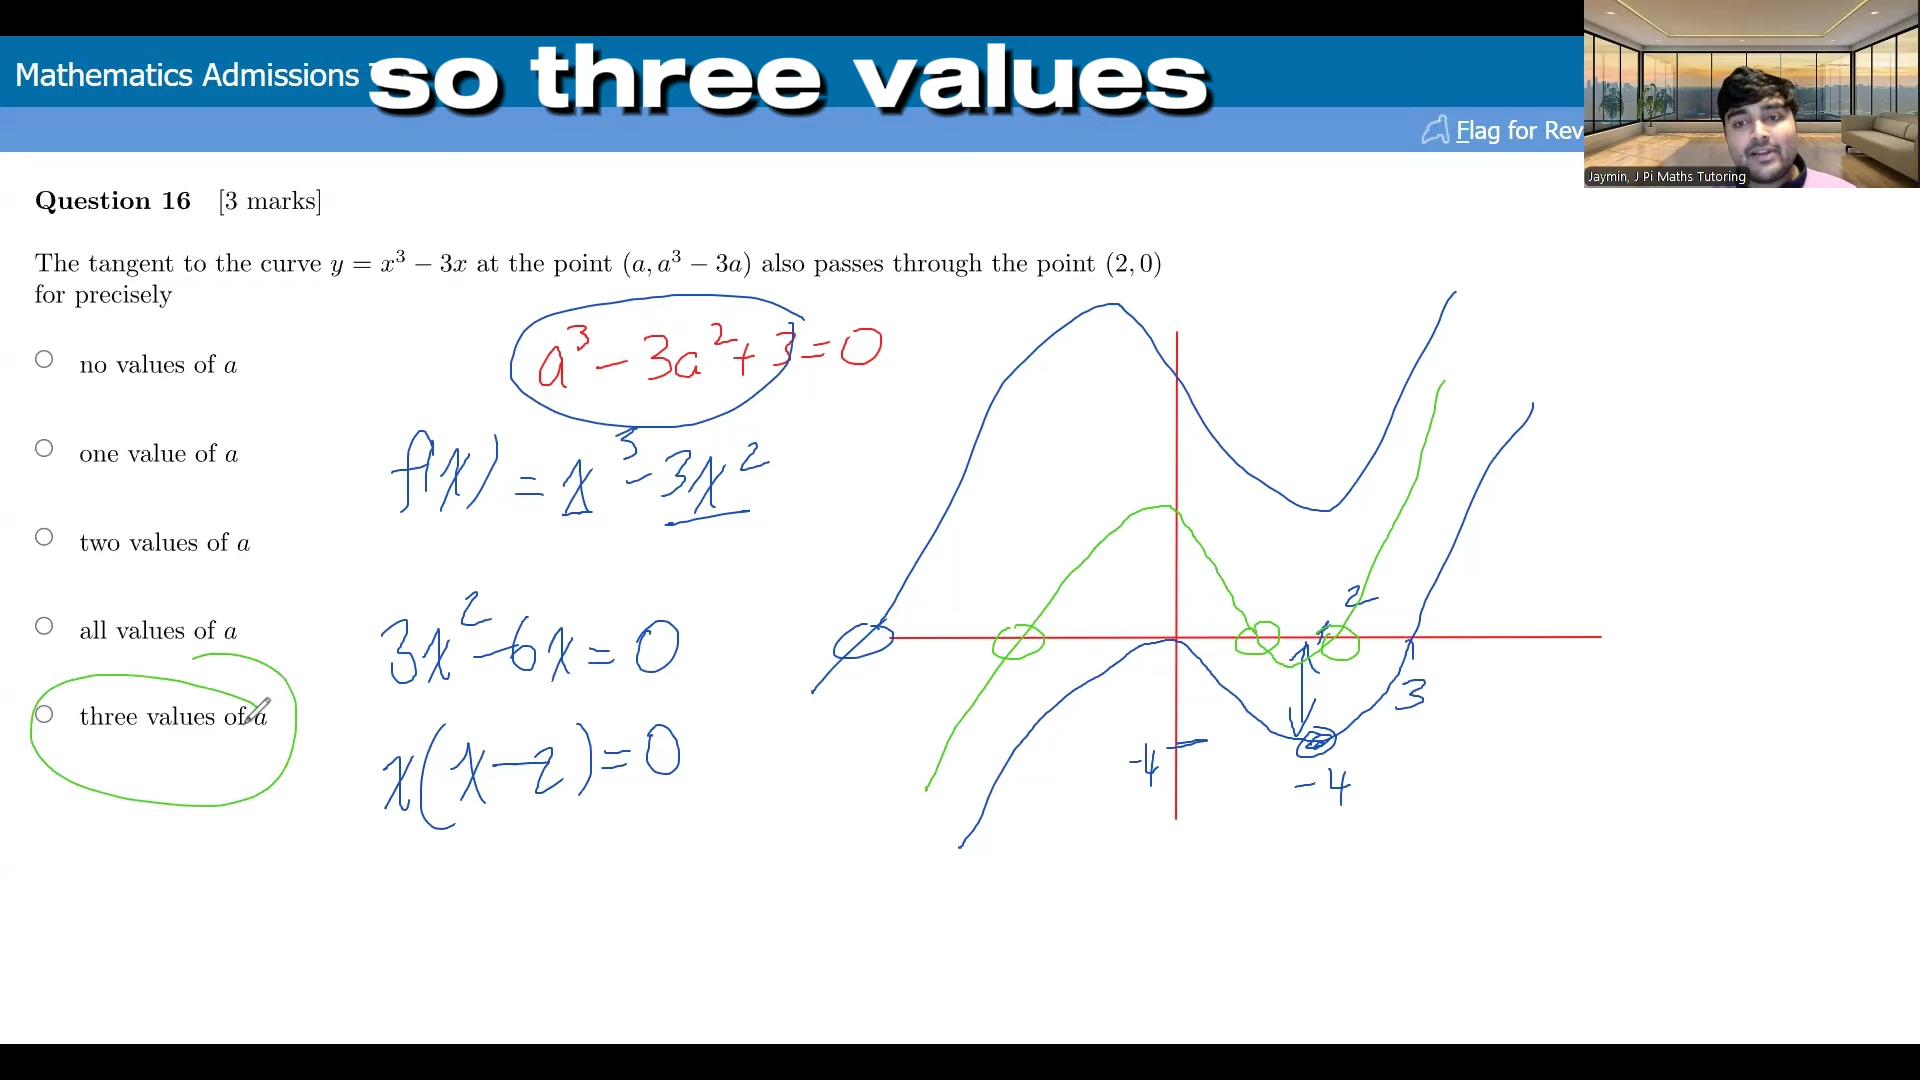 so three values
Mathematics Admissions
Flag for Rev
Jaymin, J Pi Maths Tutoring
Question 16 [3 marks]
The tangent to the curve y = x³ − 3x at the point (a, a³ − 3a) also passes through the point (2, 0)
for precisely
a³ − 3a² + 3 = 0
no values of a
one value of a
f(x) = x³ − 3x²
two values of a
2
all values of a
3x² − 6x = 0
3
three values of a
x(x − 2) = 0
-4
-4